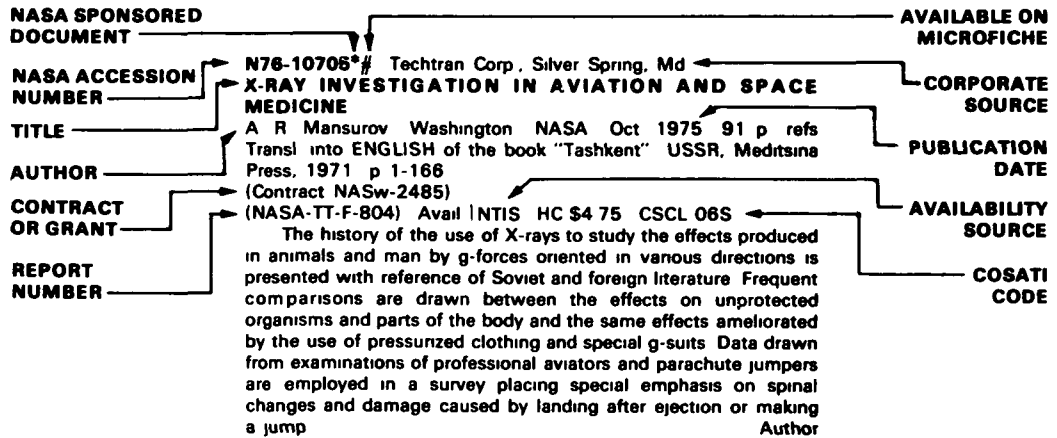 NASA SPONSORED
DOCUMENT
AVAILABLE ON
MICROFICHE
NASA ACCESSION
NUMBER
N76-10706*# Techtran Corp, Silver Spring, Md
CORPORATE
SOURCE
TITLE
X-RAY INVESTIGATION IN AVIATION AND SPACE
MEDICINE
AUTHOR
A R Mansurov Washington NASA Oct 1975 91 p refs
PUBLICATION
DATE
Transl into ENGLISH of the book "Tashkent" USSR, Meditsina
Press, 1971 p 1-166
CONTRACT
OR GRANT
(Contract NASw-2485)
AVAILABILITY
SOURCE
REPORT
NUMBER
(NASA-TT-F-804) Avail NTIS HC $4 75 CSCL 06S
COSATI
CODE
The history of the use of X-rays to study the effects produced
in animals and man by g-forces oriented in various directions is
presented with reference of Soviet and foreign literature Frequent
comparisons are drawn between the effects on unprotected
organisms and parts of the body and the same effects ameliorated
by the use of pressurized clothing and special g-suits Data drawn
from examinations of professional aviators and parachute jumpers
are employed in a survey placing special emphasis on spinal
changes and damage caused by landing after ejection or making
a jump Author